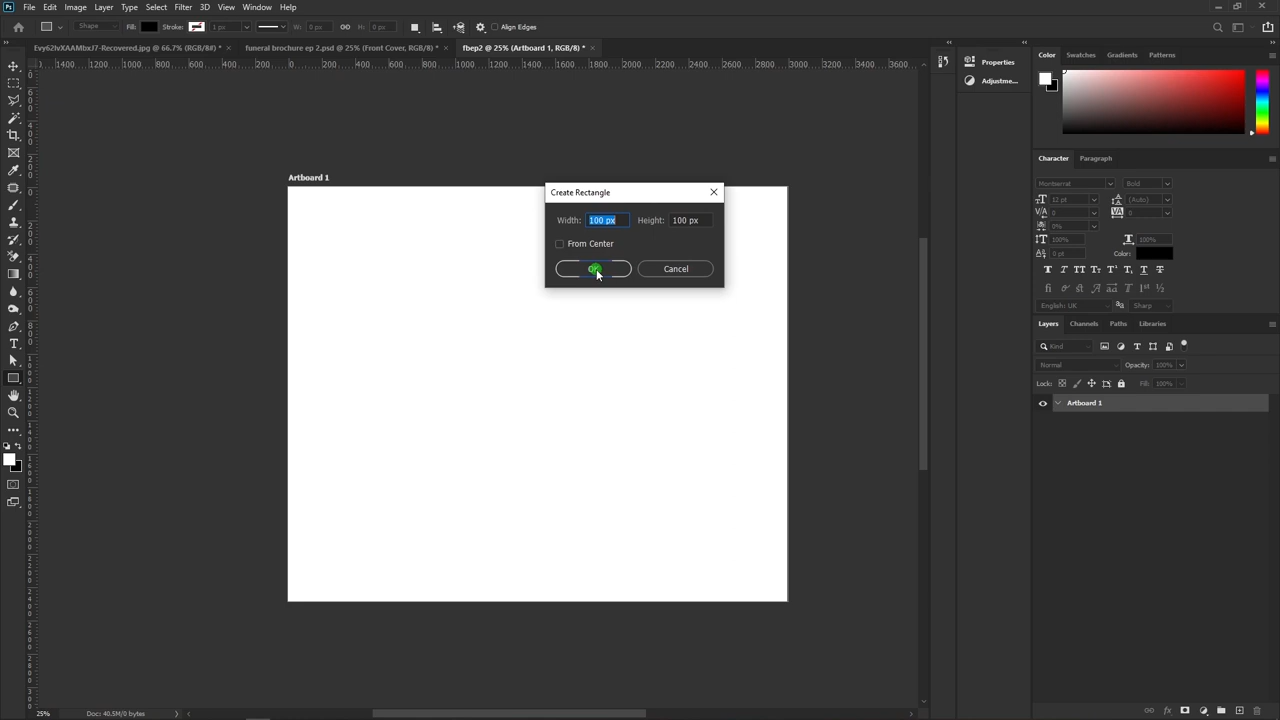 File Edit Image Layer Type Select Filter 3D View Window Help
Shape Fill: Stroke: 1 px W: 0 px H: 0 px Align Edges
Evy62IvXAAMbxJ7-Recovered.jpg @ 66.7% (RGB/8#) * funeral brochure ep 2.psd @ 25% (Front Cover, RGB/8) * fbep2 @ 25% (Artboard 1, RGB/8) *
1400 1200 1000 800 600 400 200 0 200 400 600 800 1000 1200 1400 1600 1800 2000 2200 2400 2600 2800 3000 3200 3400 3600
Artboard 1
Create Rectangle
Width: 100 px Height: 100 px
From Center
Cancel
Properties
Adjustme...
Color Swatches Gradients Patterns
Character Paragraph
Montserrat Bold
12 pt (Auto)
0 0
0%
100% 100%
0 pt Color:
English: UK Sharp
Layers Channels Paths Libraries
Kind
Normal Opacity: 100%
Lock: Fill: 100%
Artboard 1
25% Doc: 40.5M/0 bytes